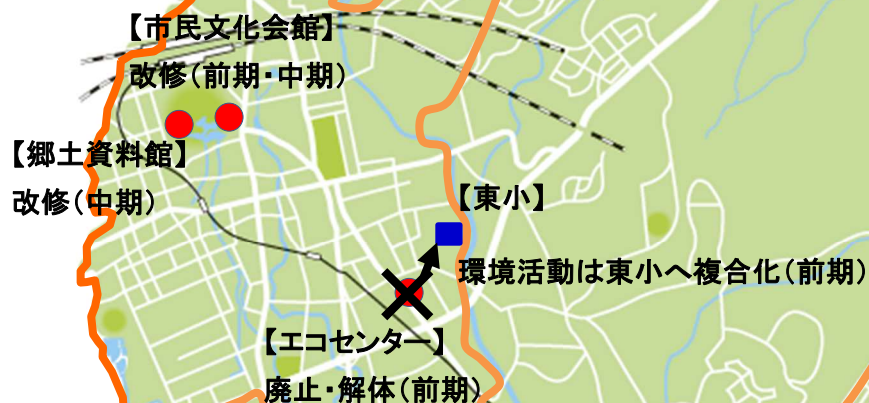 【市民文化会館】
改修(前期・中期)
【郷土資料館】
改修(中期)
【東小】
環境活動は東小へ複合化(前期)
【エコセンター】
廃止・解体(前期)